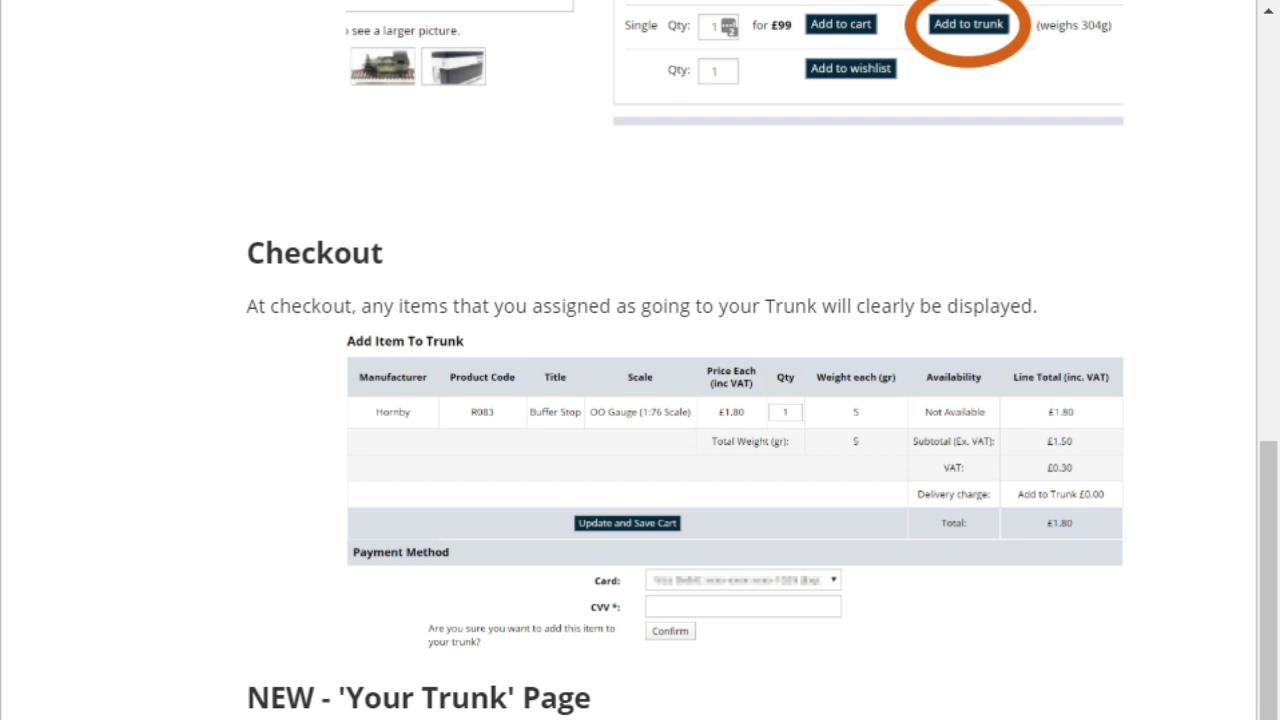 Single Qty: 1 for £99 Add to cart Add to trunk (weighs 304g)
see a larger picture.
Qty: 1 Add to wishlist
Checkout
At checkout, any items that you assigned as going to your Trunk will clearly be displayed.
Add Item To Trunk
Manufacturer Product Code Title Scale Price Each (inc VAT) Qty Weight each (gr) Availability Line Total (inc. VAT)
Hornby R083 Buffer Stop OO Gauge (1:76 Scale) £1.80 1 5 Not Available £1.80
Total Weight (gr): 5 Subtotal (Ex. VAT): £1.50
VAT: £0.30
Delivery charge: Add to Trunk £0.00
Update and Save Cart Total: £1.80
Payment Method
Card:
CVV *:
Are you sure you want to add this item to
your trunk?
Confirm
NEW - 'Your Trunk' Page